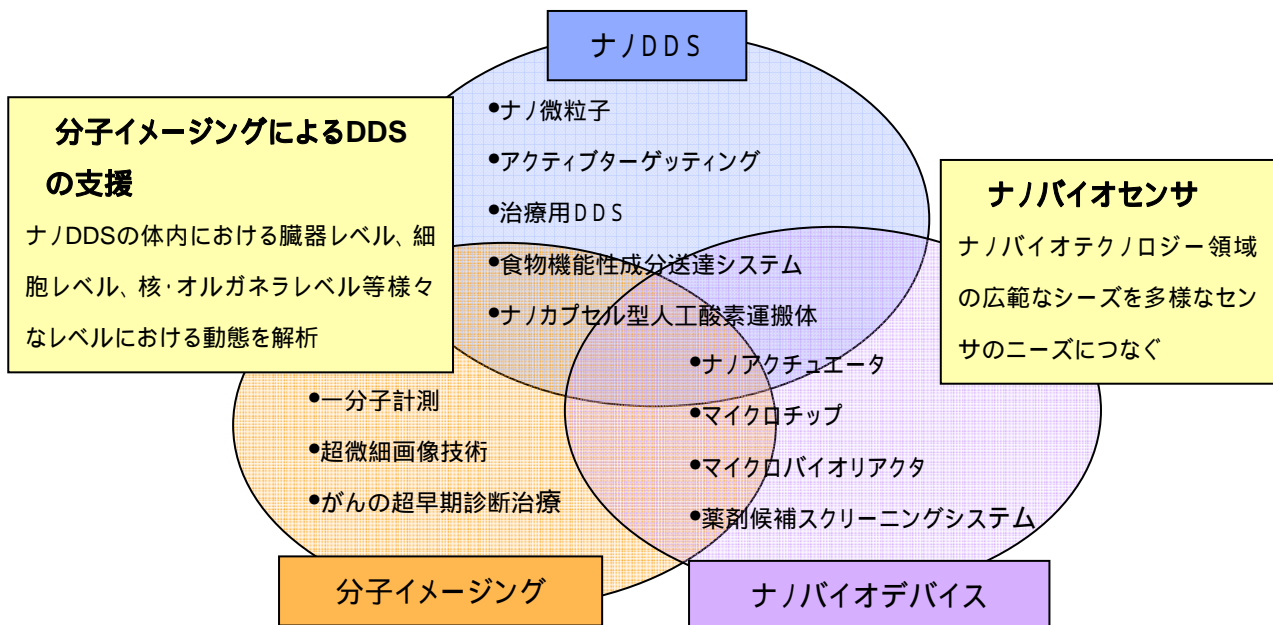 ナノDDS
•ナノ微粒子
•アクティブターゲッティング
•治療用DDS
•食物機能性成分送達システム
•ナノカプセル型人工酸素運搬体
分子イメージングによるDDS
の支援
ナノDDSの体内における臓器レベル、細
胞レベル、核・オルガネラレベル等様々
なレベルにおける動態を解析
ナノバイオセンサ
ナノバイオテクノロジー領域
の広範なシーズを多様なセン
サのニーズにつなぐ
•一分子計測
•超微細画像技術
•がんの超早期診断治療
•ナノアクチュエータ
•マイクロチップ
•マイクロバイオリアクタ
•薬剤候補スクリーニングシステム
分子イメージング
ナノバイオデバイス